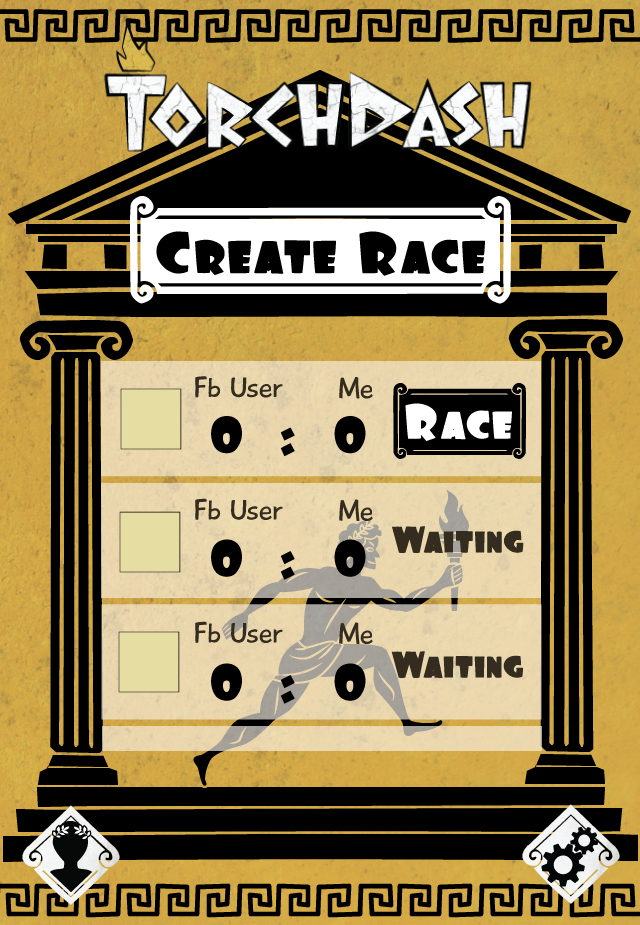 TORCHDASH
CREATE RACE
Fb User Me
0 : 0 RACE
Fb User Me
0 : 0 WAITING
Fb User Me
0 : 0 WAITING